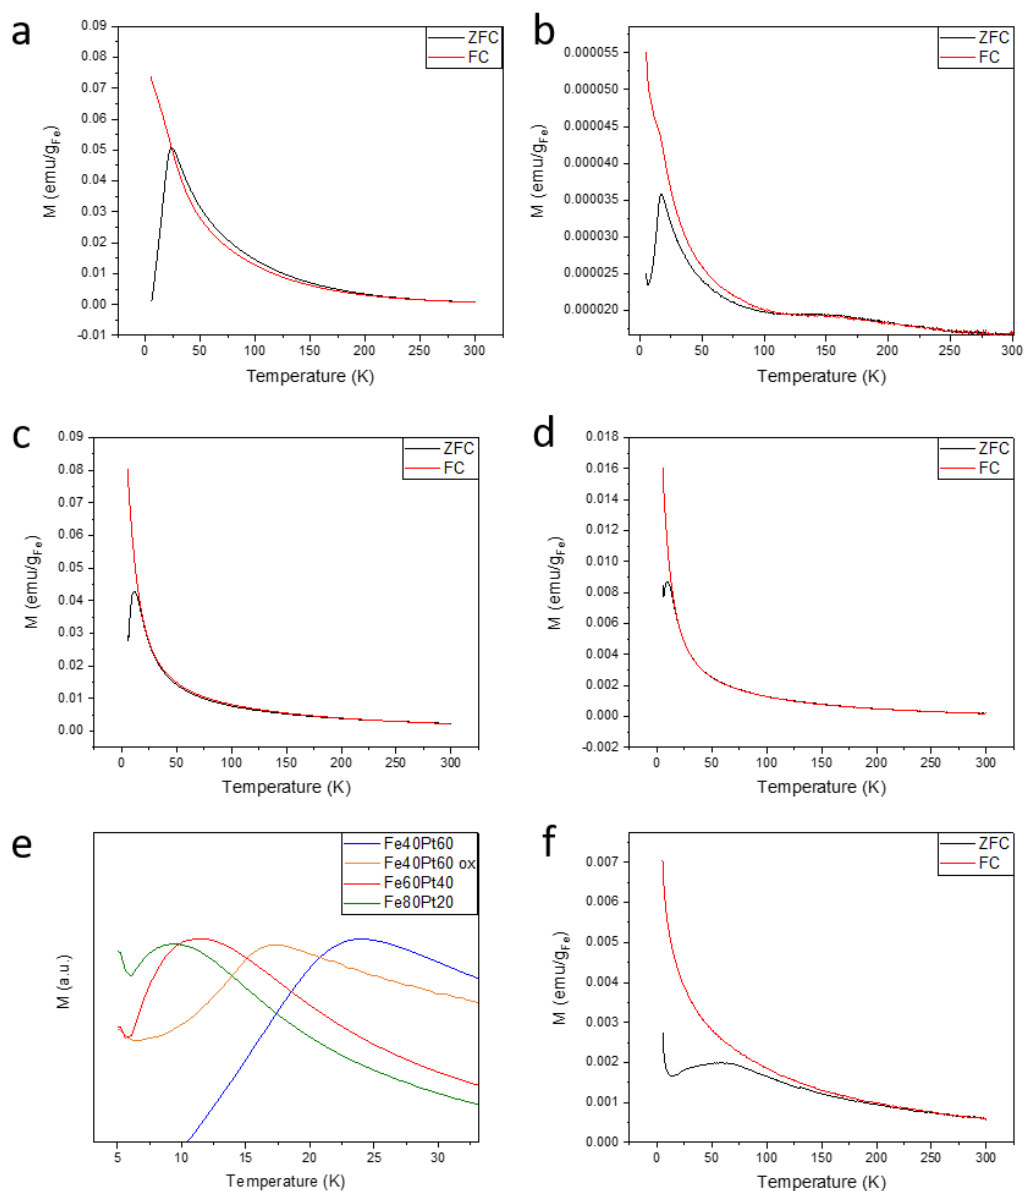 a
ZFC
FC
0.09
0.08
0.07
0.06
0.05
0.04
0.03
0.02
0.01
0.00
-0.01
M (emu/gFe)
0 50 100 150 200 250 300
Temperature (K)
b
ZFC
FC
0.000055
0.000050
0.000045
0.000040
0.000035
0.000030
0.000025
0.000020
M (emu/gFe)
0 50 100 150 200 250 300
Temperature (K)
c
ZFC
FC
0.09
0.08
0.07
0.06
0.05
0.04
0.03
0.02
0.01
0.00
M (emu/gFe)
0 50 100 150 200 250 300
Temperature (K)
d
ZFC
FC
0.018
0.016
0.014
0.012
0.010
0.008
0.006
0.004
0.002
0.000
-0.002
M (emu/gFe)
0 50 100 150 200 250 300
Temperature (K)
e
Fe40Pt60
Fe40Pt60 ox
Fe60Pt40
Fe80Pt20
M (a.u.)
5 10 15 20 25 30
Temperature (K)
f
ZFC
FC
0.007
0.006
0.005
0.004
0.003
0.002
0.001
0.000
M (emu/gFe)
0 50 100 150 200 250 300
Temperature (K)